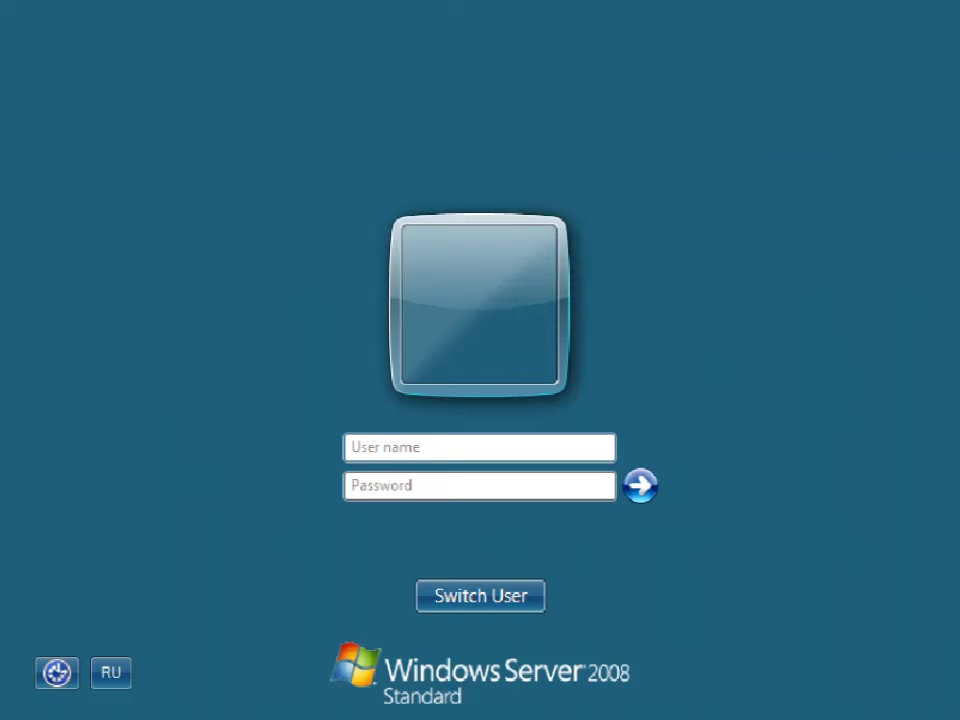 User name
Password
Switch User
RU
Windows Server 2008
Standard